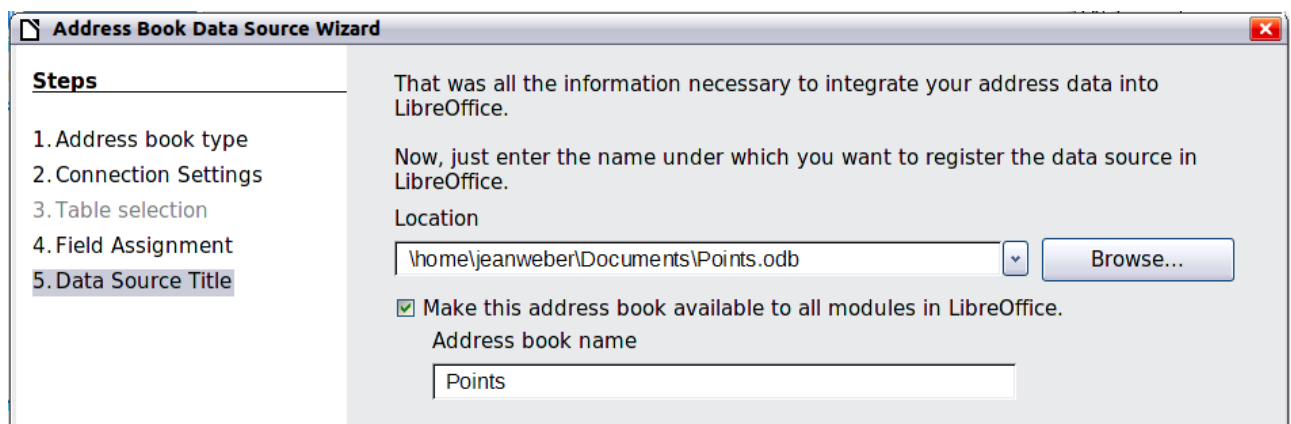 Address Book Data Source Wizard
Steps
1. Address book type
2. Connection Settings
3. Table selection
4. Field Assignment
5. Data Source Title
That was all the information necessary to integrate your address data into
LibreOffice.
Now, just enter the name under which you want to register the data source in
LibreOffice.
Location
\home\jeanweber\Documents\Points.odb
Browse...
Make this address book available to all modules in LibreOffice.
Address book name
Points